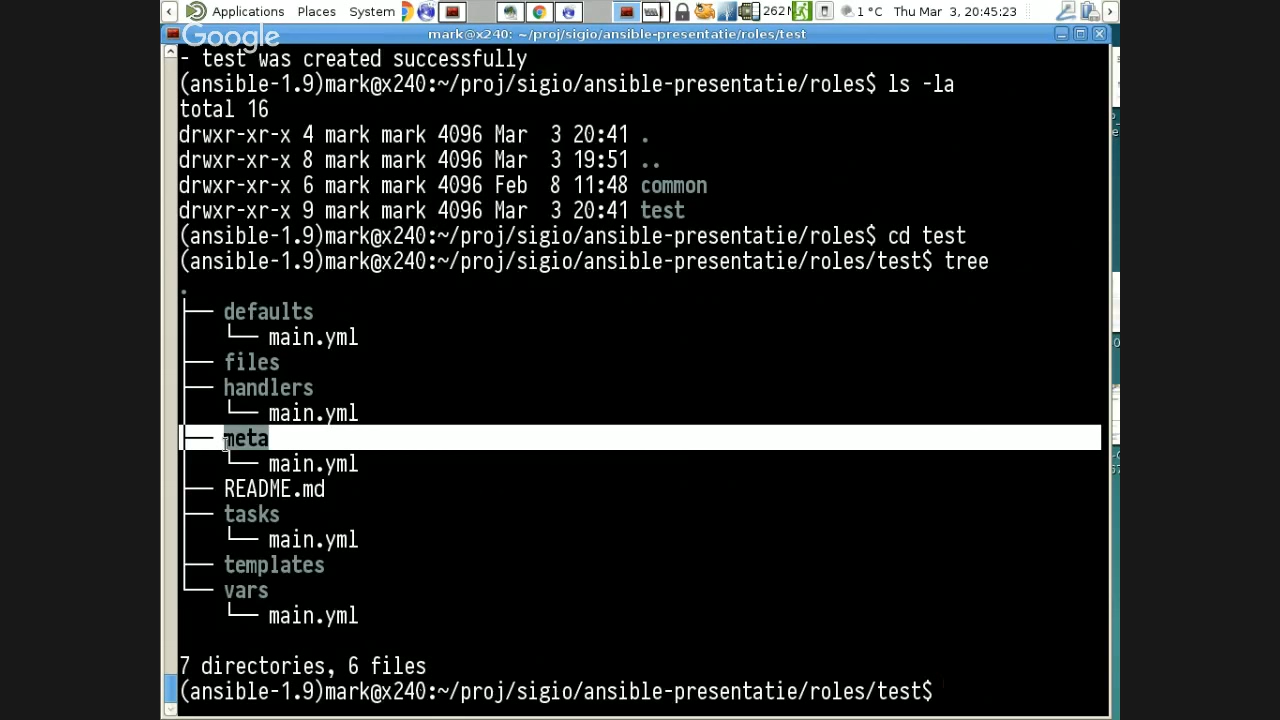 Applications Places System 262 1 °C Thu Mar 3, 20:45:23
Google
mark@x240: ~/proj/sigio/ansible-presentatie/roles/test
- test was created successfully
(ansible-1.9)mark@x240:~/proj/sigio/ansible-presentatie/roles$ ls -la
total 16
drwxr-xr-x 4 mark mark 4096 Mar  3 20:41 .
drwxr-xr-x 8 mark mark 4096 Mar  3 19:51 ..
drwxr-xr-x 6 mark mark 4096 Feb  8 11:48 common
drwxr-xr-x 9 mark mark 4096 Mar  3 20:41 test
(ansible-1.9)mark@x240:~/proj/sigio/ansible-presentatie/roles$ cd test
(ansible-1.9)mark@x240:~/proj/sigio/ansible-presentatie/roles/test$ tree
.
├── defaults
│   └── main.yml
├── files
├── handlers
│   └── main.yml
├── meta
│   └── main.yml
├── README.md
├── tasks
│   └── main.yml
├── templates
└── vars
    └── main.yml
7 directories, 6 files
(ansible-1.9)mark@x240:~/proj/sigio/ansible-presentatie/roles/test$